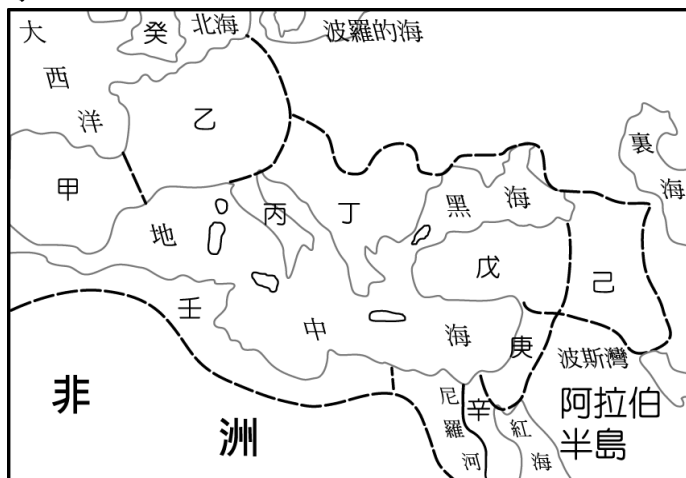 大西洋
癸
北海
波羅的海
乙
甲
地中海
丙
丁
黑海
裏海
戊
己
壬
庚
波斯灣
辛
尼羅河
紅海
阿拉伯
半島
非洲